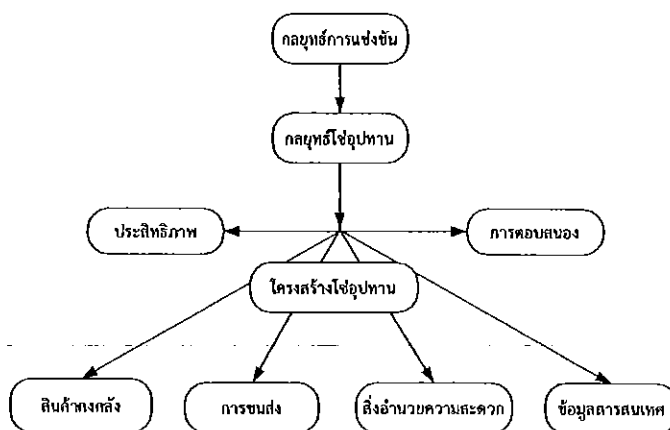 กลยุทธ์การแข่งขัน
กลยุทธ์โซ่อุปทาน
ประสิทธิภาพ
การตอบสนอง
โครงสร้างโซ่อุปทาน
สินค้าคงคลัง
การขนส่ง
สิ่งอำนวยความสะดวก
ข้อมูลสารสนเทศ